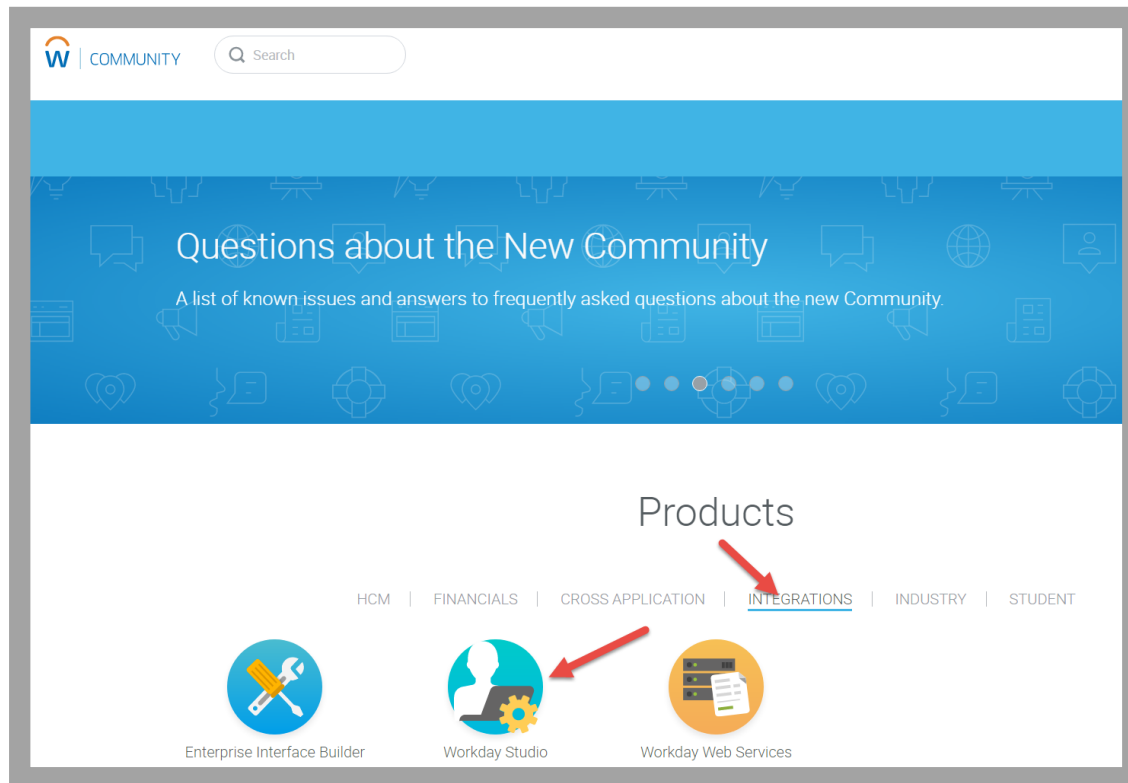 W | COMMUNITY
Search
Questions about the New Community
A list of known issues and answers to frequently asked questions about the new Community.
Products
HCM | FINANCIALS | CROSS APPLICATION | INTEGRATIONS | INDUSTRY | STUDENT
Enterprise Interface Builder
Workday Studio
Workday Web Services